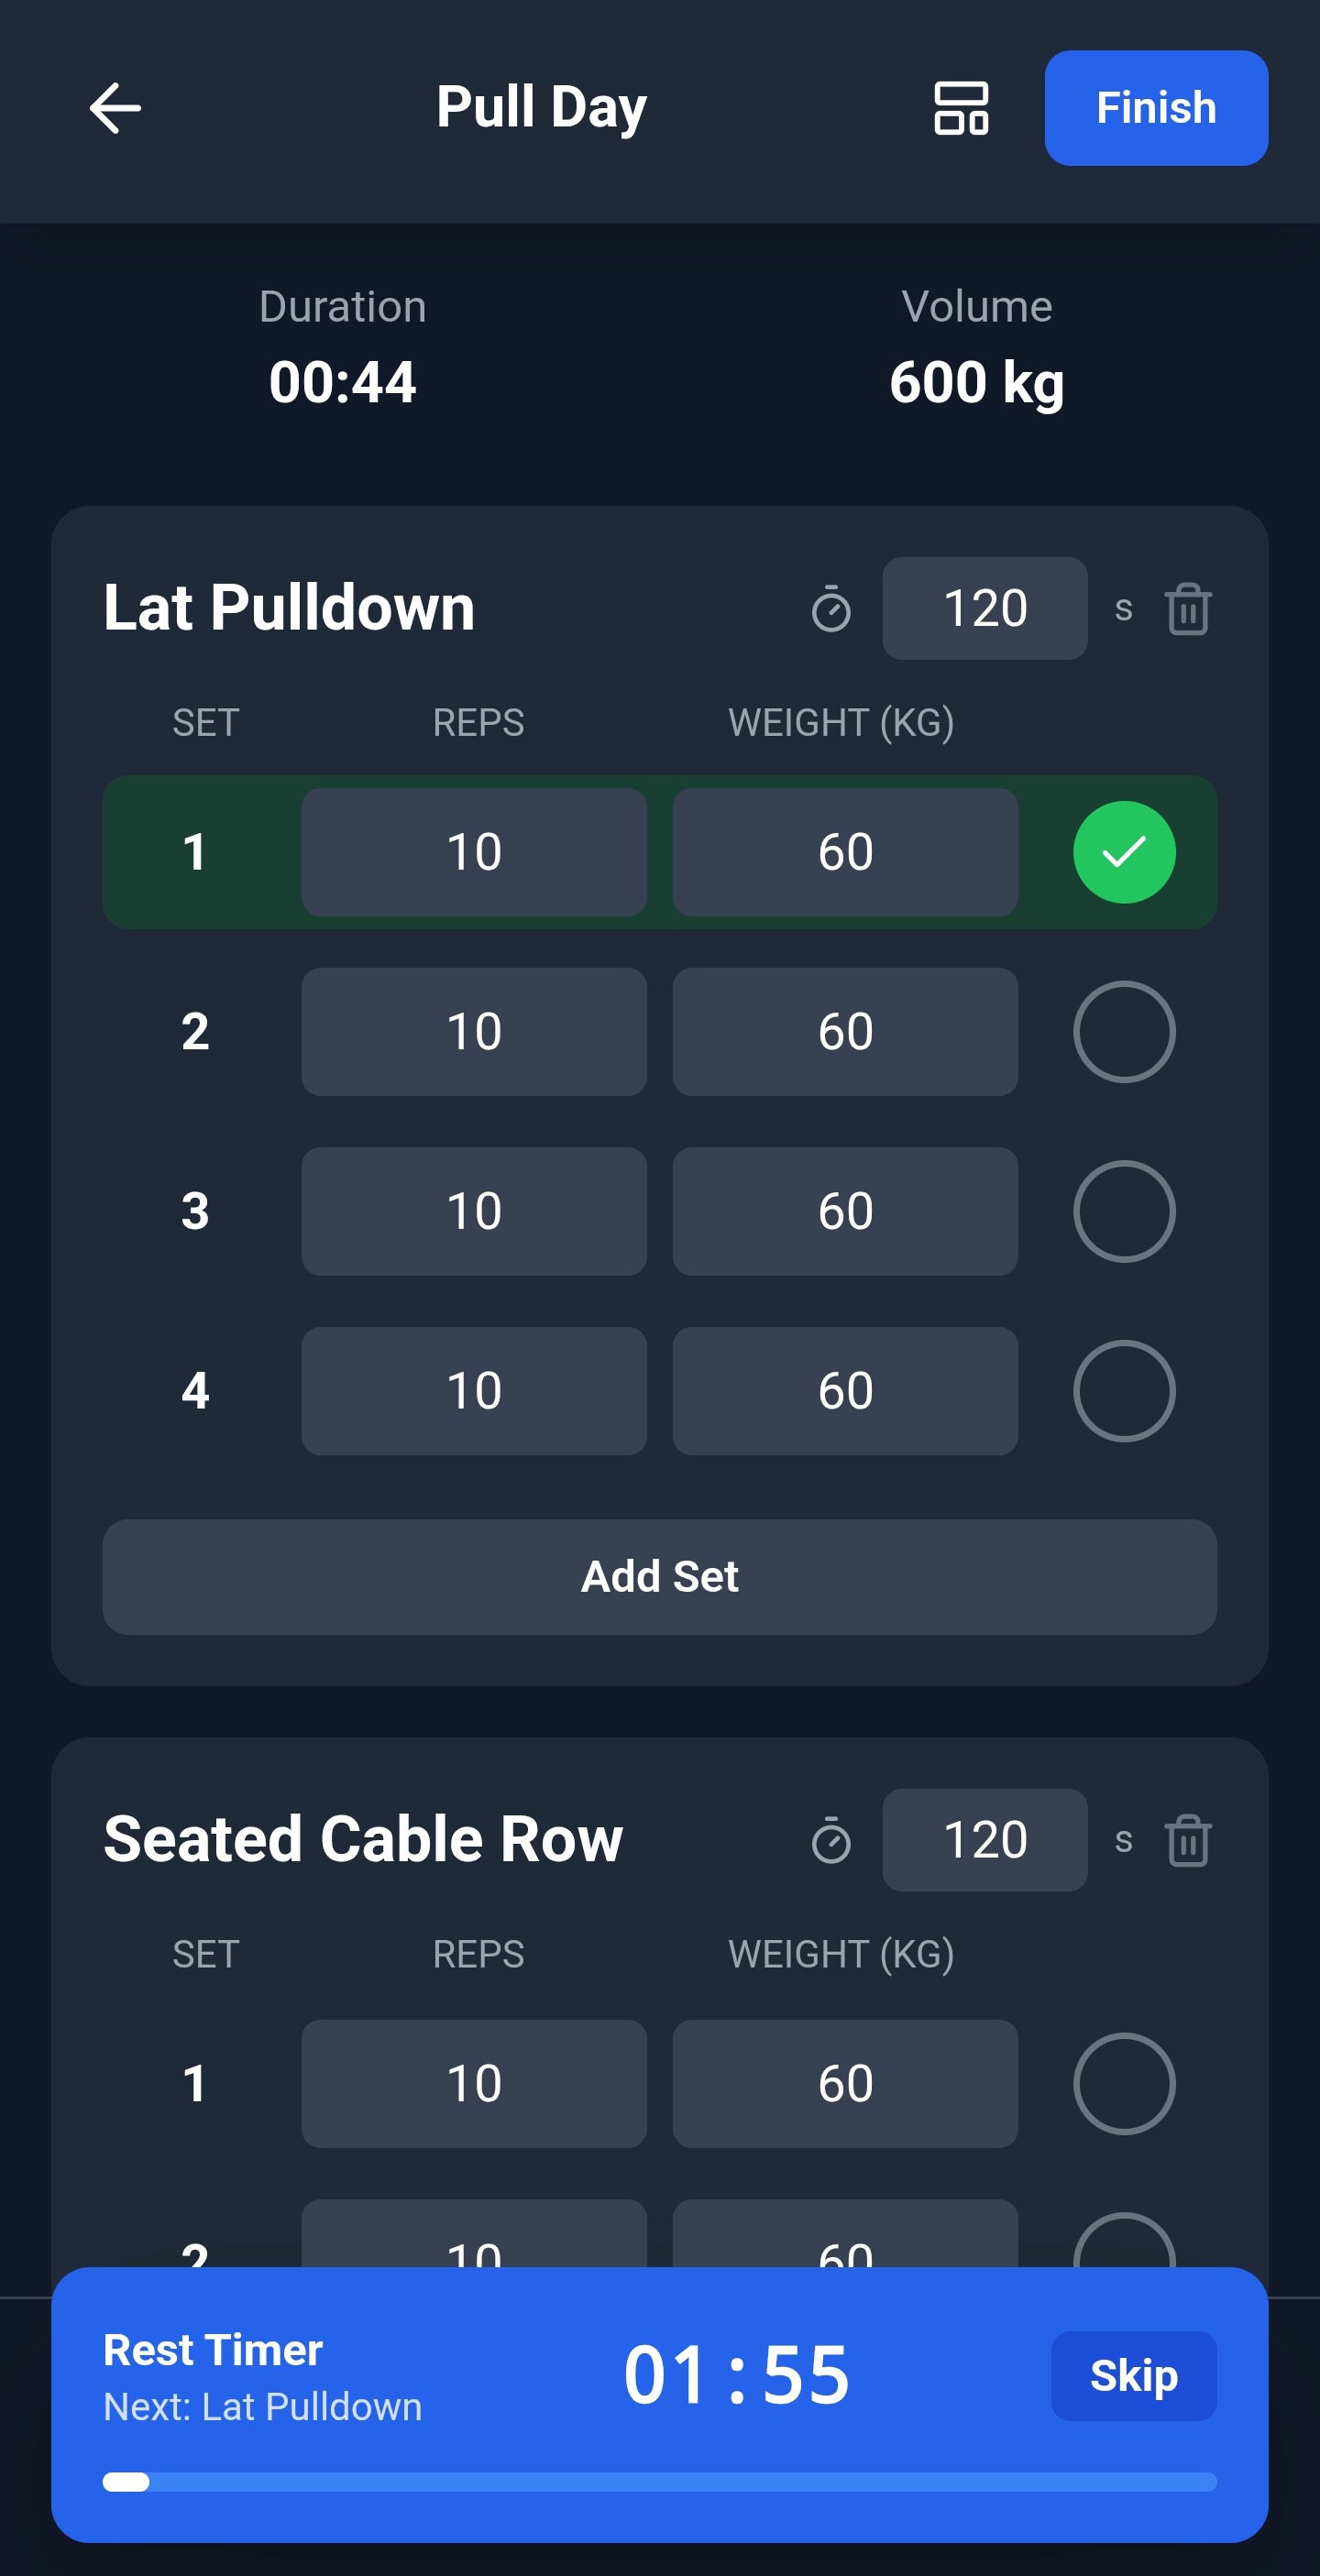 Pull Day Finish
Duration Volume
00:44 600 kg
Lat Pulldown 120 s
SET REPS WEIGHT (KG)
1 10 60
2 10 60
3 10 60
4 10 60
Add Set
Seated Cable Row 120 s
SET REPS WEIGHT (KG)
1 10 60
2 10 60
Rest Timer 01:55 Skip
Next: Lat Pulldown